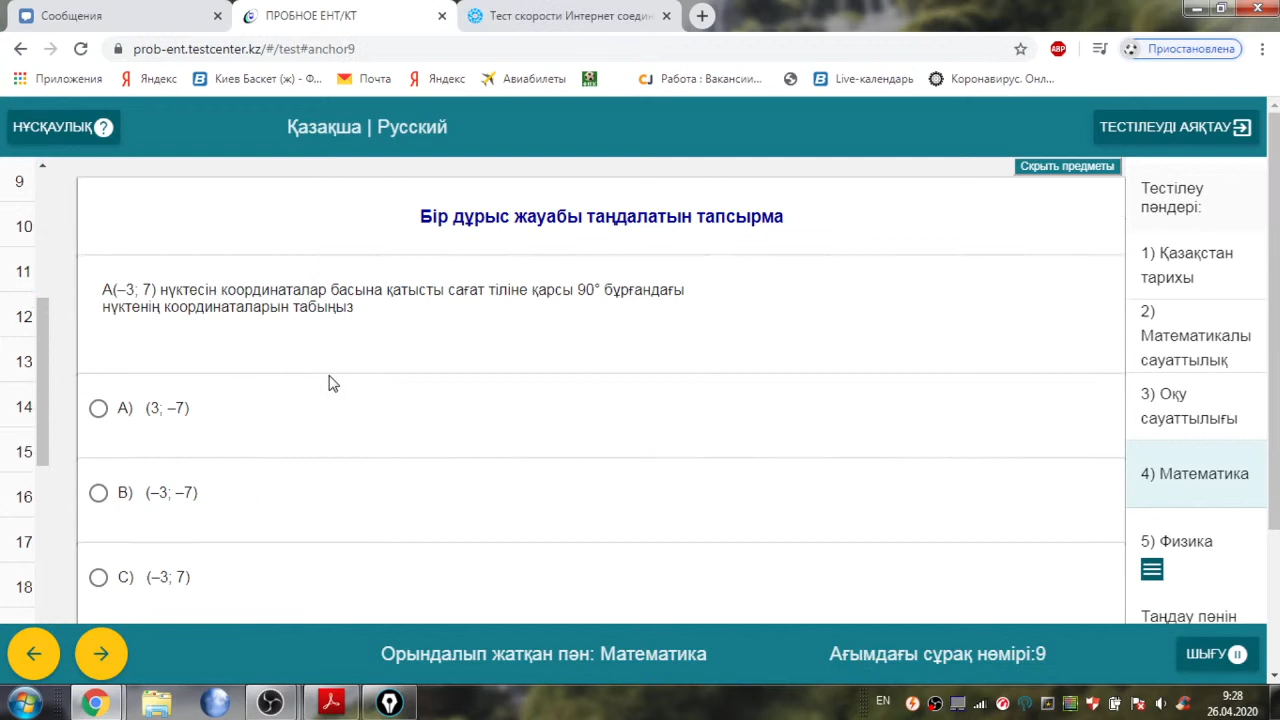 Сообщения
ПРОБНОЕ ЕНТ/КТ
Тест скорости Интернет соедин
prob-ent.testcenter.kz/#/test#anchor9
ABP
Приостановлена
Приложения
Яндекс
Киев Баскет (ж) - Ф...
Почта
Яндекс
Авиабилеты
Работа : Вакансии...
Live-календарь
Коронавирус. Онл...
НҰСҚАУЛЫҚ ?
Қазақша | Русский
ТЕСТІЛЕУДІ АЯҚТАУ
Скрыть предметы
9
10
11
12
13
14
15
16
17
18
Бір дұрыс жауабы таңдалатын тапсырма
A(–3; 7) нүктесін координаталар басына қатысты сағат тіліне қарсы 90° бұрғандағы
нүктенің координаталарын табыңыз
A) (3; –7)
B) (–3; –7)
C) (–3; 7)
Тестілеу
пәндері:
1) Қазақстан
тарихы
2)
Математикалы
сауаттылық
3) Оқу
сауаттылығы
4) Математика
5) Физика
Таңдау пәнін
Орындалып жатқан пән: Математика
Ағымдағы сұрақ нөмірі:9
ШЫҒУ
EN
9:28
26.04.2020